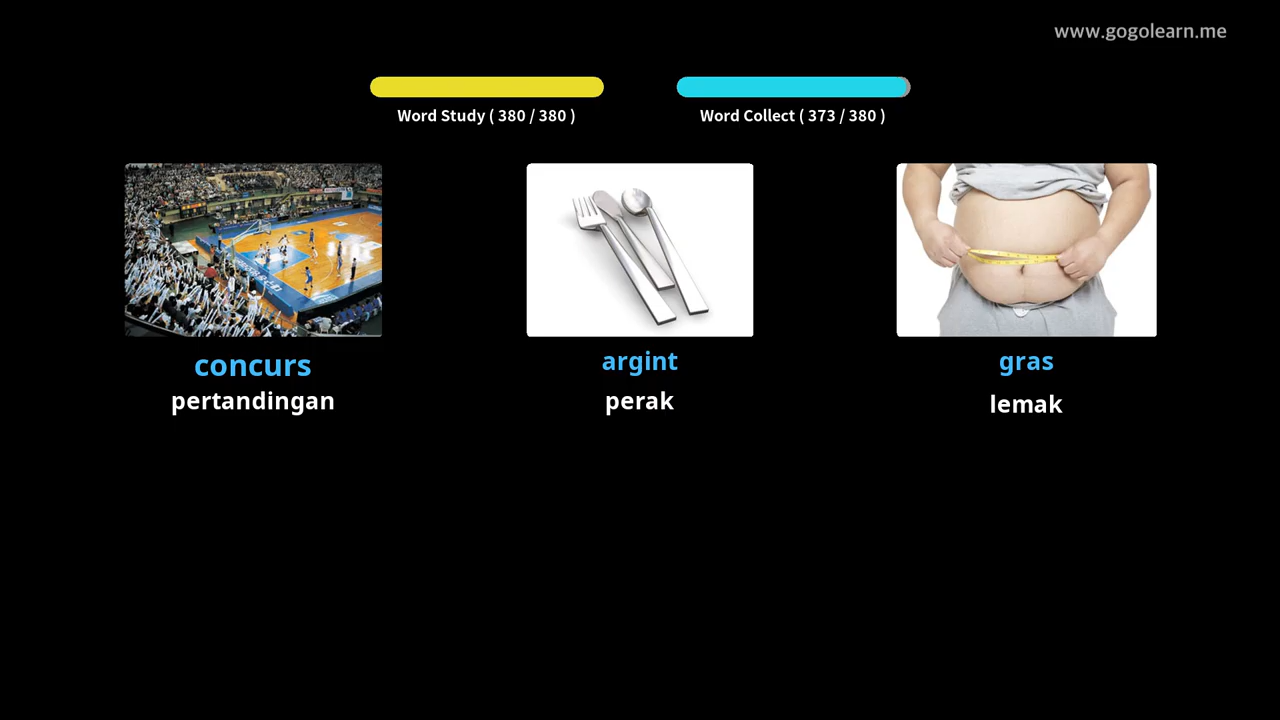 www.gogolearn.me
Word Study ( 380 / 380 )
Word Collect ( 373 / 380 )
concurs
pertandingan
argint
perak
gras
lemak